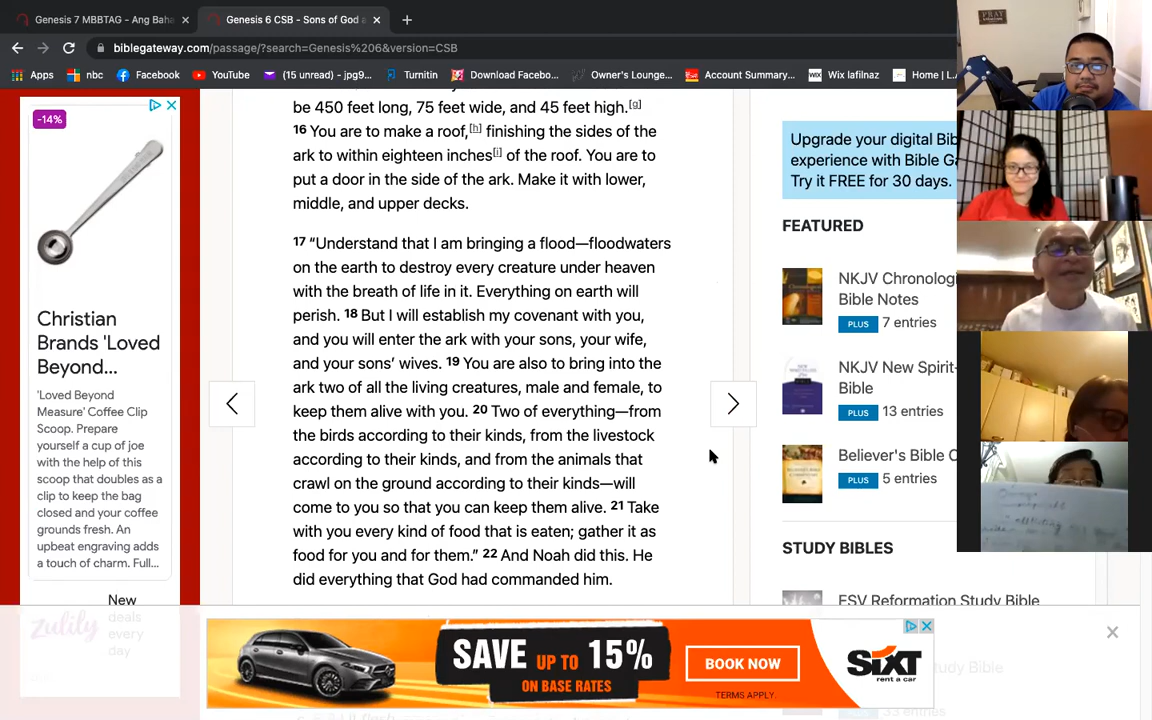 Genesis 7 MBBTAG - Ang Baha
Genesis 6 CSB - Sons of God a
biblegateway.com/passage/?search=Genesis%206&version=CSB
Apps
nbc
Facebook
YouTube
(15 unread) - jpg9...
Turnitin
Download Facebo...
Owner's Lounge...
Account Summary...
WIX
Wix lafilnaz
Home | L.A
PRAY
-14%
Christian
Brands 'Loved
Beyond...
'Loved Beyond
Measure' Coffee Clip
Scoop. Prepare
yourself a cup of joe
with the help of this
scoop that doubles as a
clip to keep the bag
closed and your coffee
grounds fresh. An
upbeat engraving adds
a touch of charm. Full...
New
deals
every
day
zulily
be 450 feet long, 75 feet wide, and 45 feet high.[g]
16 You are to make a roof,[h] finishing the sides of the
ark to within eighteen inches[i] of the roof. You are to
put a door in the side of the ark. Make it with lower,
middle, and upper decks.
17 “Understand that I am bringing a flood—floodwaters
on the earth to destroy every creature under heaven
with the breath of life in it. Everything on earth will
perish. 18 But I will establish my covenant with you,
and you will enter the ark with your sons, your wife,
and your sons’ wives. 19 You are also to bring into the
ark two of all the living creatures, male and female, to
keep them alive with you. 20 Two of everything—from
the birds according to their kinds, from the livestock
according to their kinds, and from the animals that
crawl on the ground according to their kinds—will
come to you so that you can keep them alive. 21 Take
with you every kind of food that is eaten; gather it as
food for you and for them.” 22 And Noah did this. He
did everything that God had commanded him.
Upgrade your digital Bib
experience with Bible Ga
Try it FREE for 30 days.
FEATURED
NKJV Chronolog
Bible Notes
PLUS 7 entries
NKJV New Spirit-
Bible
PLUS 13 entries
Believer's Bible C
PLUS 5 entries
STUDY BIBLES
ESV Reformation Study Bible
tudy Bible
SAVE UP TO 15%
ON BASE RATES
BOOK NOW
TERMS APPLY.
SIXT
rent a car